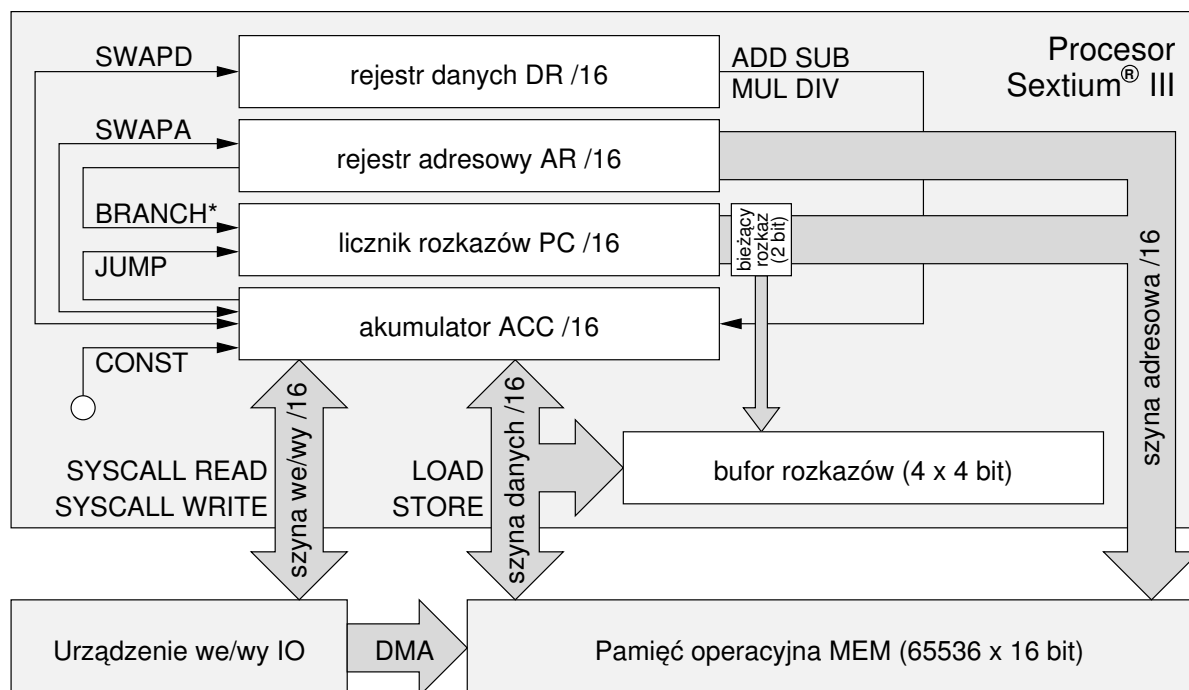 Procesor
Sextium® III
SWAPD
rejestr danych DR /16
ADD SUB
MUL DIV
SWAPA
rejestr adresowy AR /16
BRANCH*
licznik rozkazów PC /16
bieżący
rozkaz
(2 bit)
JUMP
akumulator ACC /16
CONST
szyna adresowa /16
SYSCALL READ
SYSCALL WRITE
szyna we/wy /16
LOAD
STORE
szyna danych /16
bufor rozkazów (4 x 4 bit)
Urządzenie we/wy IO
DMA
Pamięć operacyjna MEM (65536 x 16 bit)